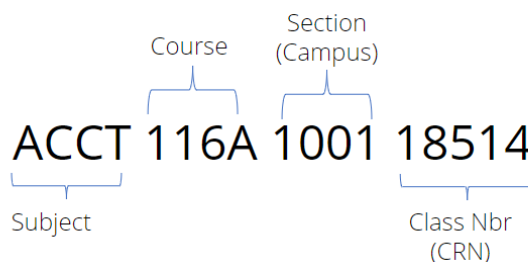 Course
Section
(Campus)
ACCT 116A 1001 18514
Subject
Class Nbr
(CRN)